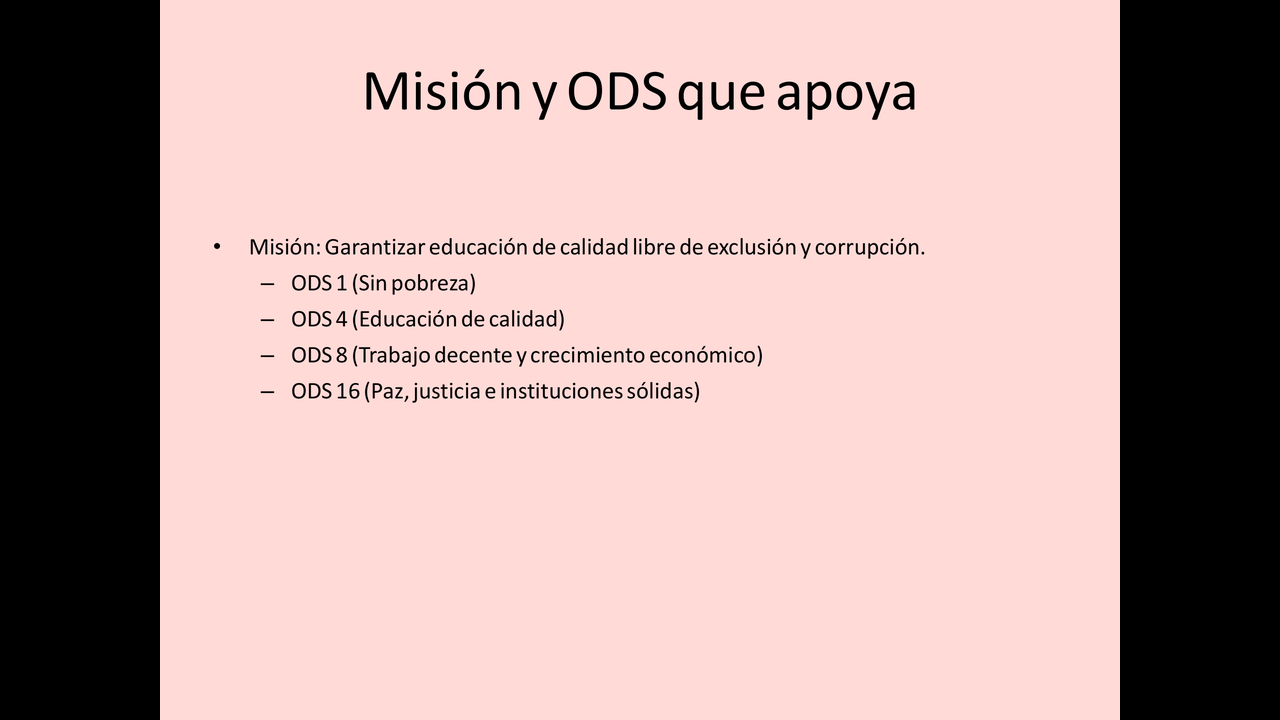 Misión y ODS que apoya
• Misión: Garantizar educación de calidad libre de exclusión y corrupción.
– ODS 1 (Sin pobreza)
– ODS 4 (Educación de calidad)
– ODS 8 (Trabajo decente y crecimiento económico)
– ODS 16 (Paz, justicia e instituciones sólidas)